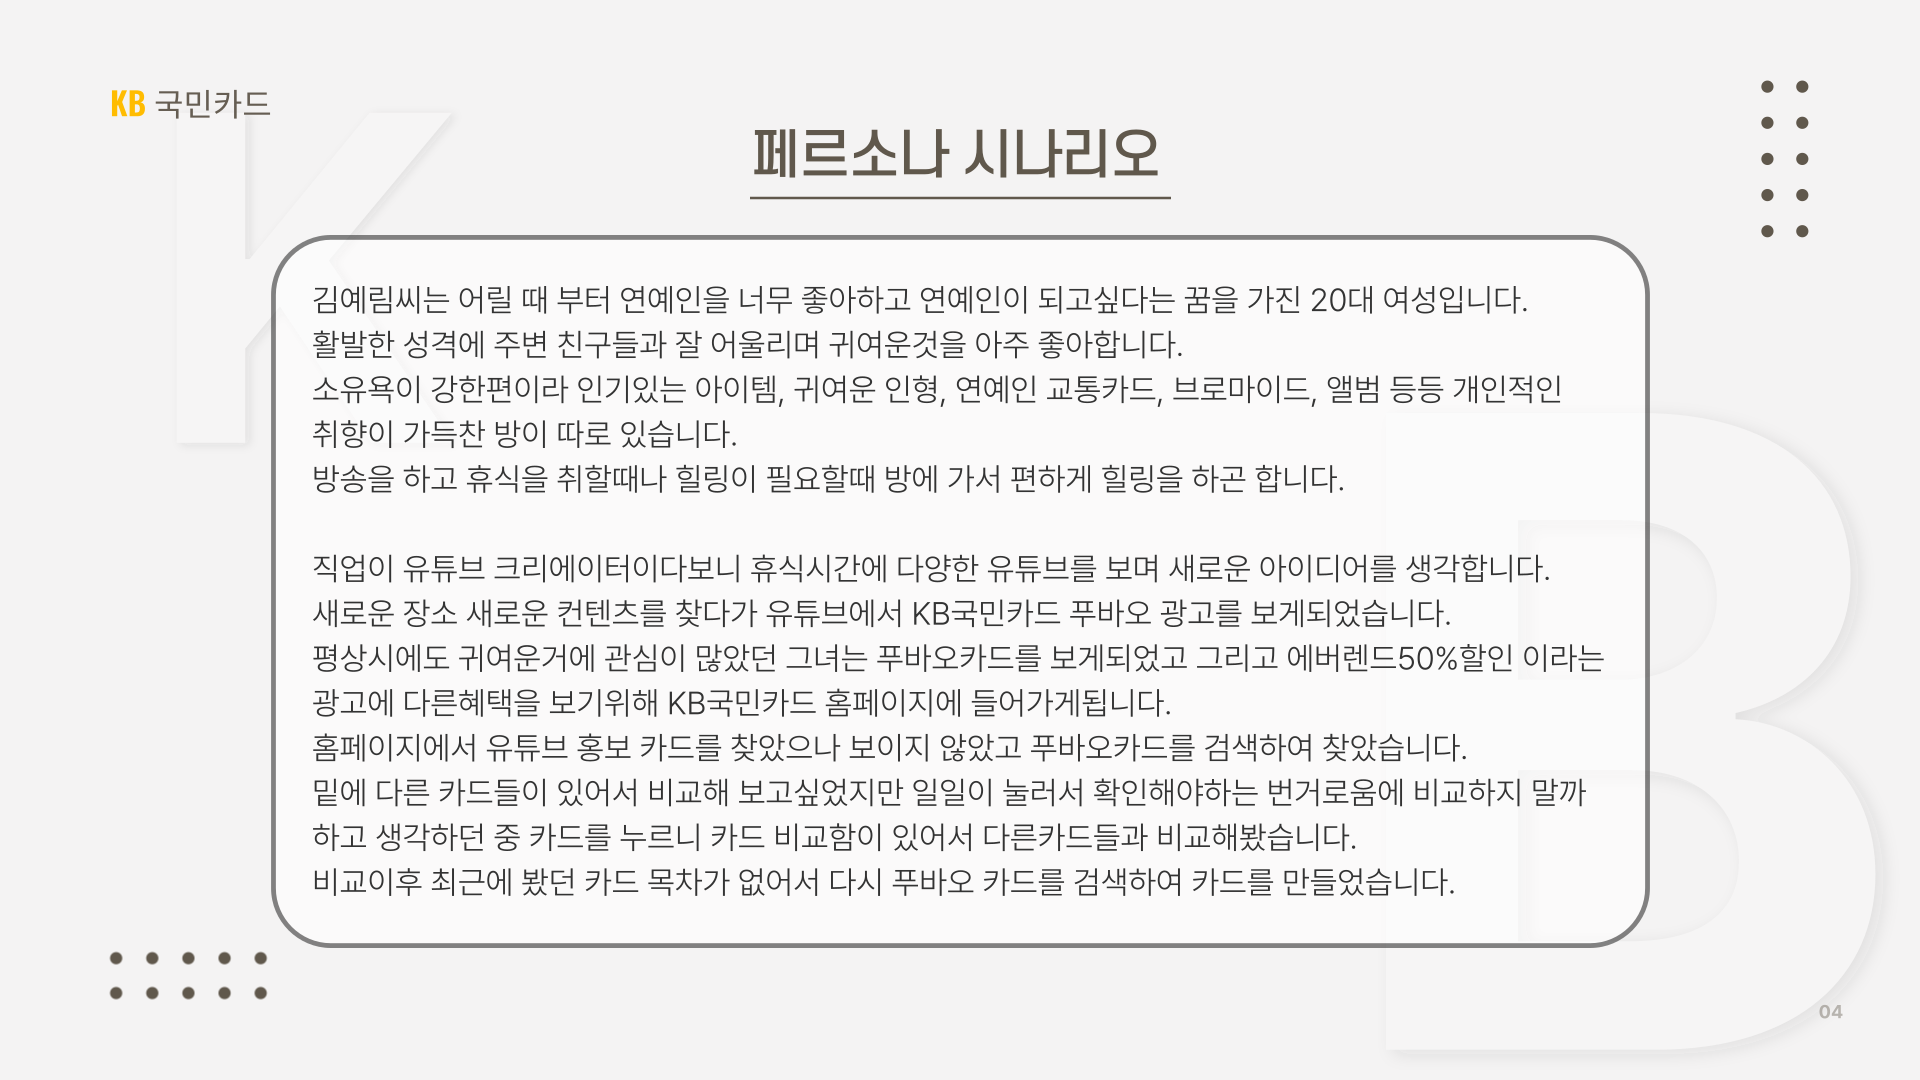 KB 국민카드
페르소나 시나리오
김예림씨는 어릴 때 부터 연예인을 너무 좋아하고 연예인이 되고싶다는 꿈을 가진 20대 여성입니다.
활발한 성격에 주변 친구들과 잘 어울리며 귀여운것을 아주 좋아합니다.
소유욕이 강한편이라 인기있는 아이템, 귀여운 인형, 연예인 교통카드, 브로마이드, 앨범 등등 개인적인
취향이 가득찬 방이 따로 있습니다.
방송을 하고 휴식을 취할때나 힐링이 필요할때 방에 가서 편하게 힐링을 하곤 합니다.
직업이 유튜브 크리에이터이다보니 휴식시간에 다양한 유튜브를 보며 새로운 아이디어를 생각합니다.
새로운 장소 새로운 컨텐츠를 찾다가 유튜브에서 KB국민카드 푸바오 광고를 보게되었습니다.
평상시에도 귀여운거에 관심이 많았던 그녀는 푸바오카드를 보게되었고 그리고 에버렌드50%할인 이라는
광고에 다른혜택을 보기위해 KB국민카드 홈페이지에 들어가게됩니다.
홈페이지에서 유튜브 홍보 카드를 찾았으나 보이지 않았고 푸바오카드를 검색하여 찾았습니다.
밑에 다른 카드들이 있어서 비교해 보고싶었지만 일일이 눌러서 확인해야하는 번거로움에 비교하지 말까
하고 생각하던 중 카드를 누르니 카드 비교함이 있어서 다른카드들과 비교해봤습니다.
비교이후 최근에 봤던 카드 목차가 없어서 다시 푸바오 카드를 검색하여 카드를 만들었습니다.
04